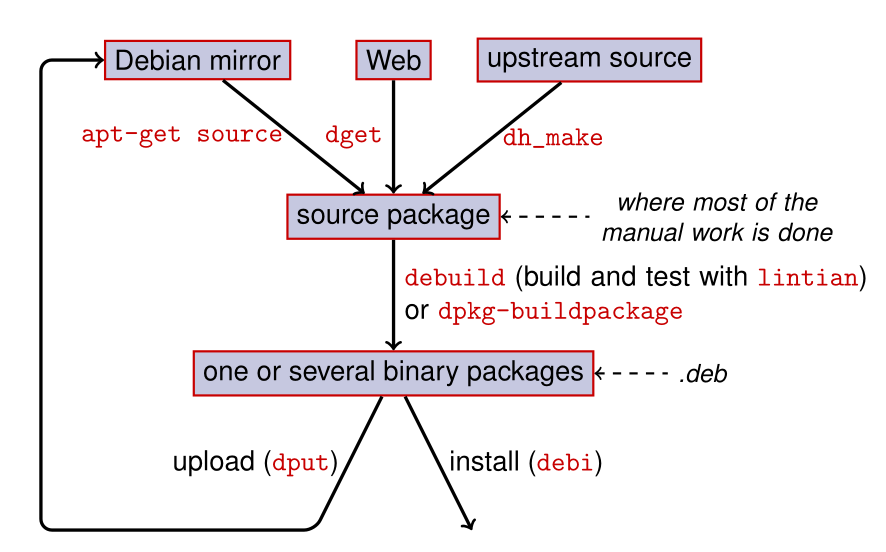 Debian mirror
Web
upstream source
apt-get source
dget
dh_make
source package
where most of the
manual work is done
debuild (build and test with lintian)
or dpkg-buildpackage
one or several binary packages
.deb
upload (dput)
install (debi)